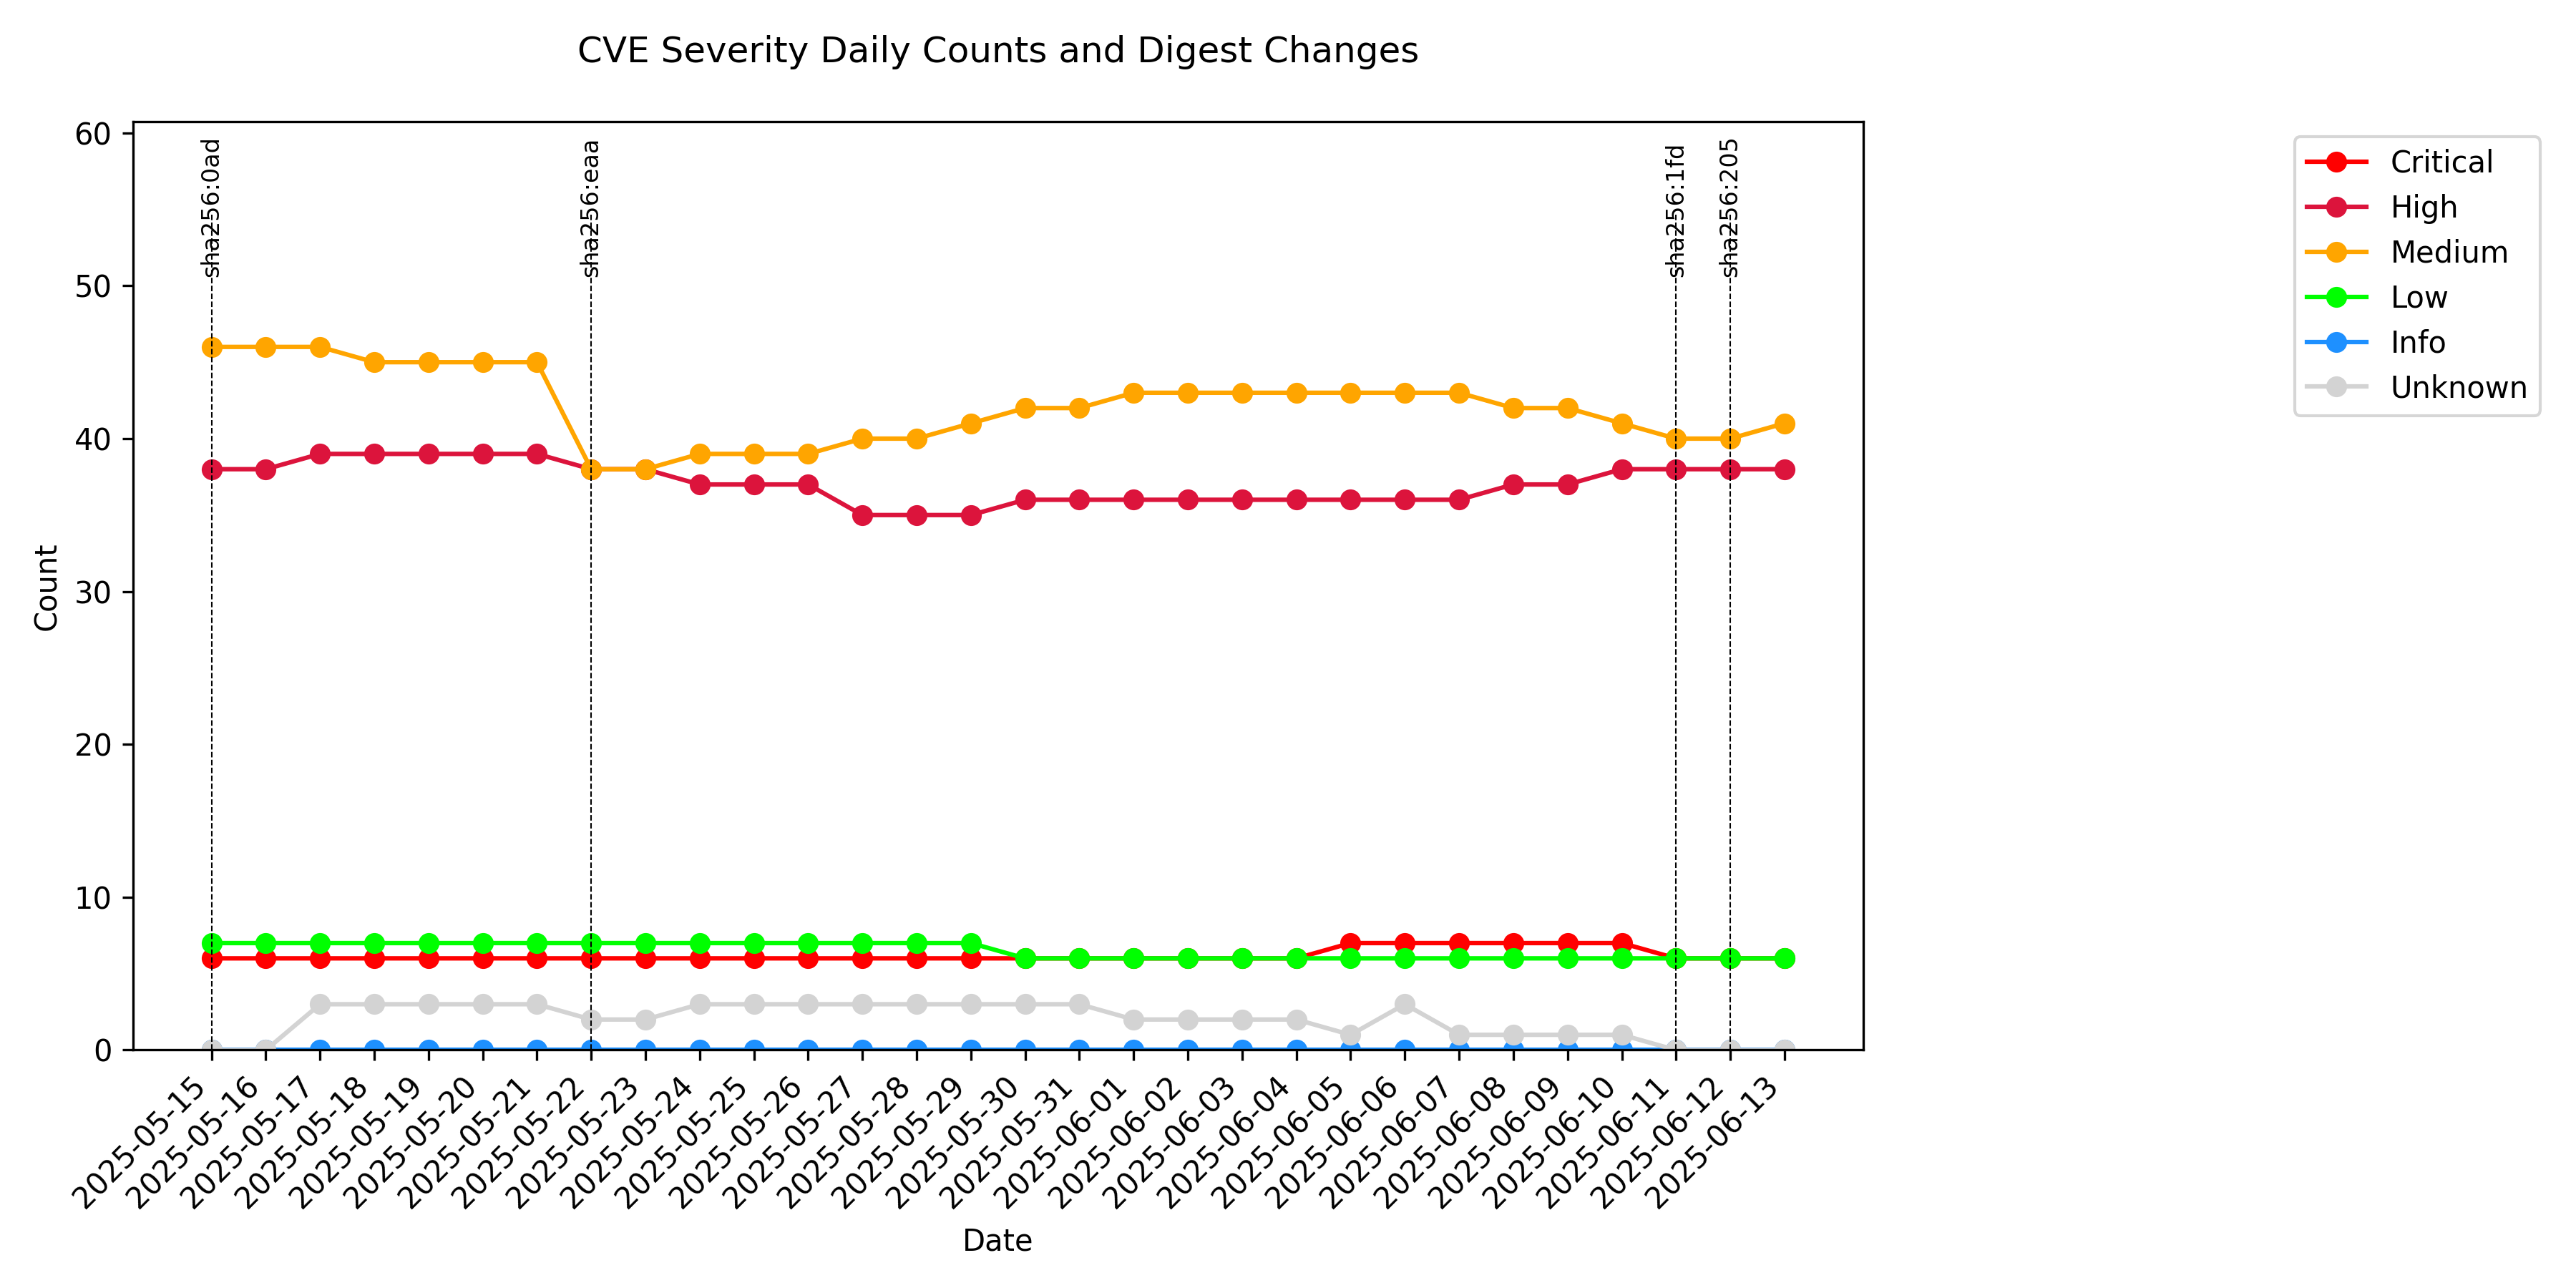 CVE Severity Daily Counts and Digest Changes
60
50
40
30
20
10
0
Count
sha256:0ad
sha256:eaa
sha256:1fd
sha256:205
Critical
High
Medium
Low
Info
Unknown
2025-05-15
2025-05-16
2025-05-17
2025-05-18
2025-05-19
2025-05-20
2025-05-21
2025-05-22
2025-05-23
2025-05-24
2025-05-25
2025-05-26
2025-05-27
2025-05-28
2025-05-29
2025-05-30
2025-05-31
2025-06-01
2025-06-02
2025-06-03
2025-06-04
2025-06-05
2025-06-06
2025-06-07
2025-06-08
2025-06-09
2025-06-10
2025-06-11
2025-06-12
2025-06-13
Date